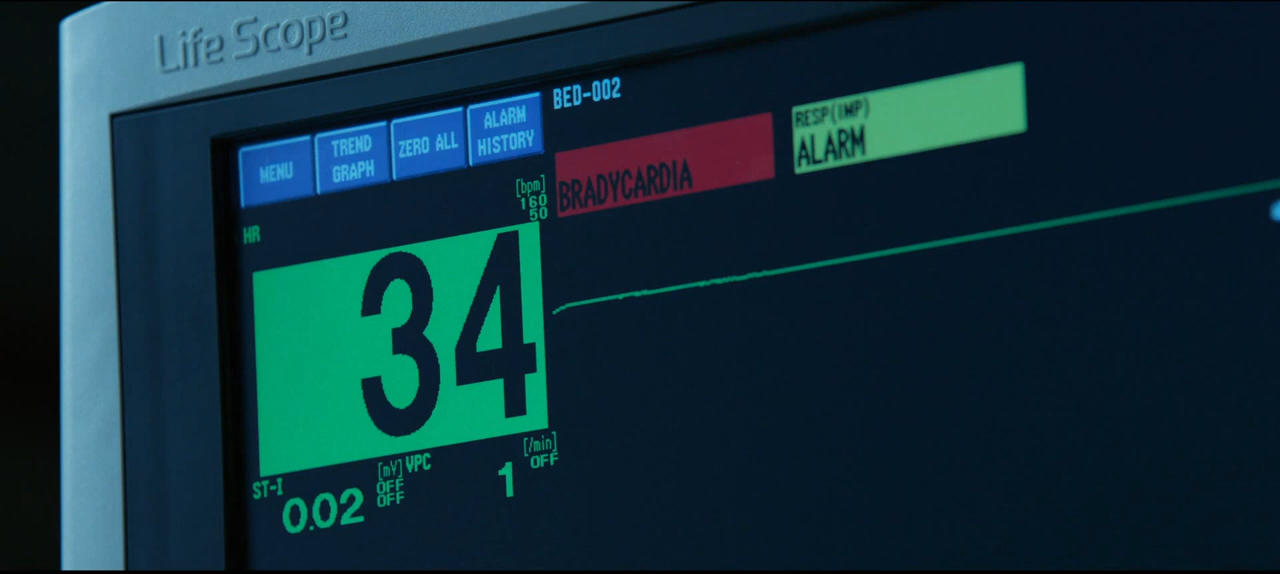 Life Scope
BED-002
MENU
TREND
GRAPH
ZERO ALL
ALARM
HISTORY
BRADYCARDIA
RESP(IMP)
ALARM
[bpm]
160
50
HR
34
ST-I
0.02
[mV]
OFF
OFF
VPC
1
[/min]
OFF